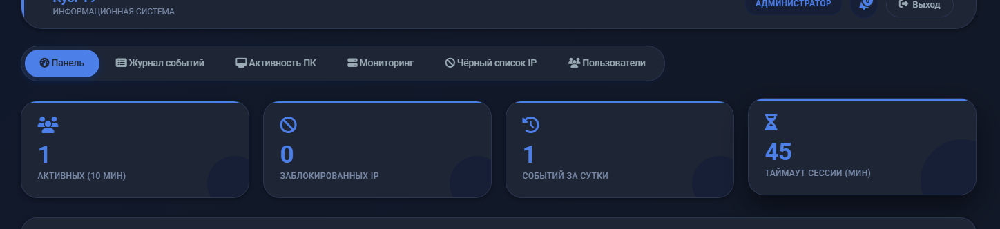 ИНФОРМАЦИОННАЯ СИСТЕМА
АДМИНИСТРАТОР
Выход
Панель
Журнал событий
Активность ПК
Мониторинг
Чёрный список IP
Пользователи
1
АКТИВНЫХ (10 МИН)
0
ЗАБЛОКИРОВАННЫХ IP
1
СОБЫТИЙ ЗА СУТКИ
45
ТАЙМАУТ СЕССИИ (МИН)